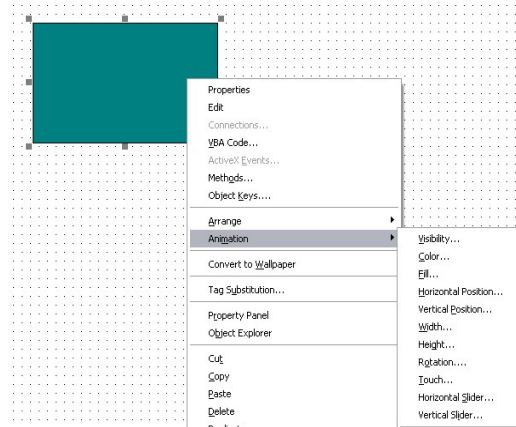 Properties
Edit
Connections...
VBA Code...
ActiveX Events...
Methods...
Object Keys....
Arrange
Animation
Convert to Wallpaper
Tag Substitution...
Property Panel
Object Explorer
Cut
Copy
Paste
Delete
Visibility...
Color...
Fill...
Horizontal Position...
Vertical Position...
Width...
Height...
Rotation....
Touch...
Horizontal Slider...
Vertical Slider...